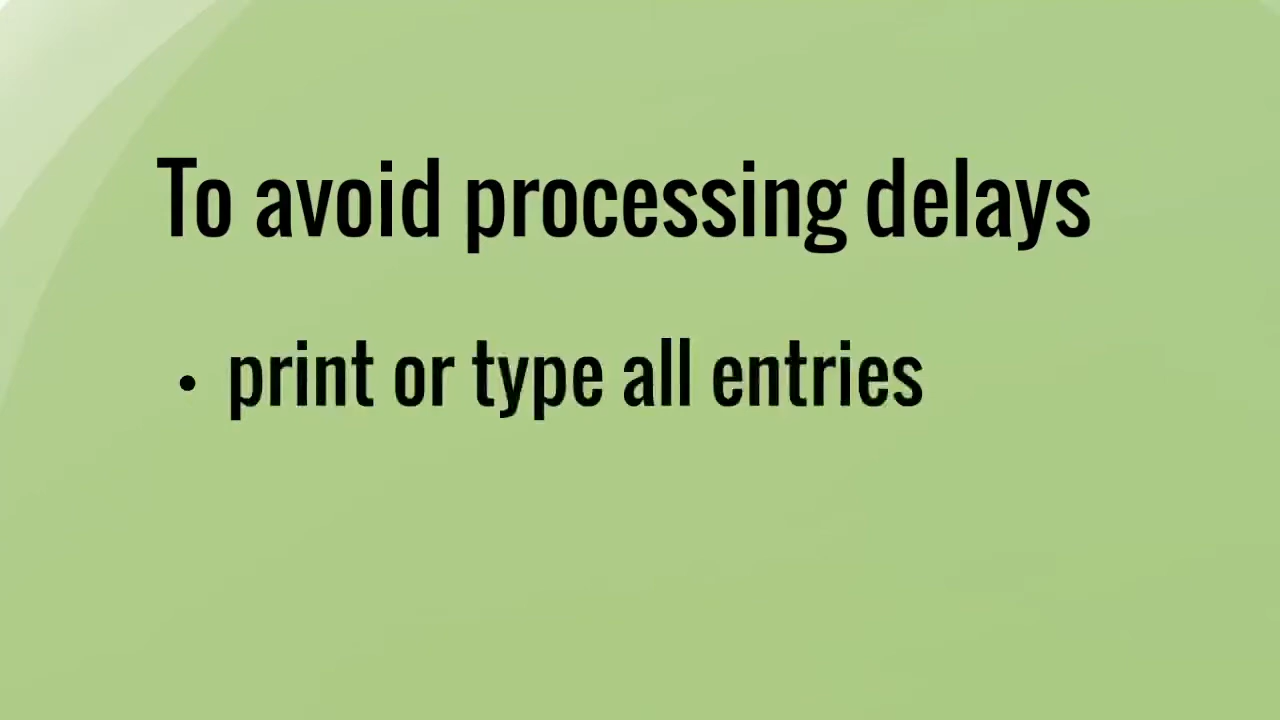 To avoid processing delays
• print or type all entries